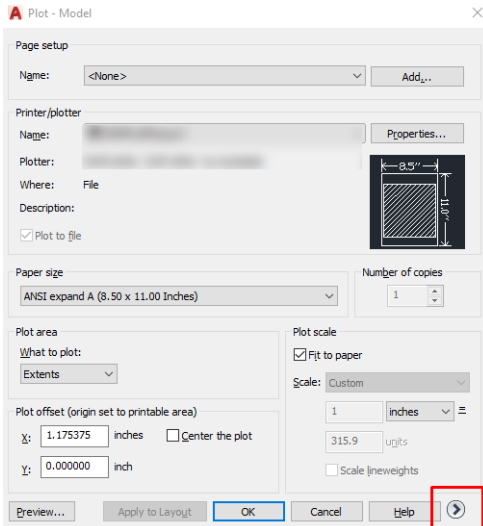 Plot - Model
Page setup
Name: <None> Add...
Printer/plotter
Name: Properties...
Plotter:
Where: File
Description:
Plot to file
8.5″
11.0″
Paper size
ANSI expand A (8.50 x 11.00 Inches)
Number of copies
1
Plot area
What to plot:
Extents
Plot scale
Fit to paper
Scale: Custom
1 inches =
315.9 units
Scale lineweights
Plot offset (origin set to printable area)
X: 1.175375 inches Center the plot
Y: 0.000000 inch
Preview... Apply to Layout OK Cancel Help